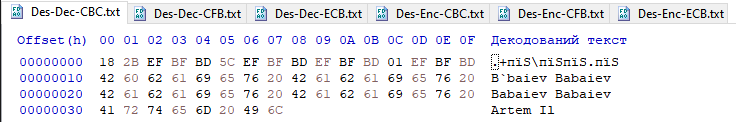 Des-Dec-CBC.txt Des-Dec-CFB.txt Des-Dec-ECB.txt Des-Enc-CBC.txt Des-Enc-CFB.txt Des-Enc-ECB.txt
Offset(h) 00 01 02 03 04 05 06 07 08 09 0A 0B 0C 0D 0E 0F Декодований текст
00000000 18 2B EF BF BD 5C EF BF BD EF BF BD 01 EF BF BD .+пїЅ\пїЅпїЅ.пїЅ
00000010 42 60 62 61 69 65 76 20 42 61 62 61 69 65 76 20 B`baiev Babaiev
00000020 42 61 62 61 69 65 76 20 42 61 62 61 69 65 76 20 Babaiev Babaiev
00000030 41 72 74 65 6D 20 49 6C Artem Il